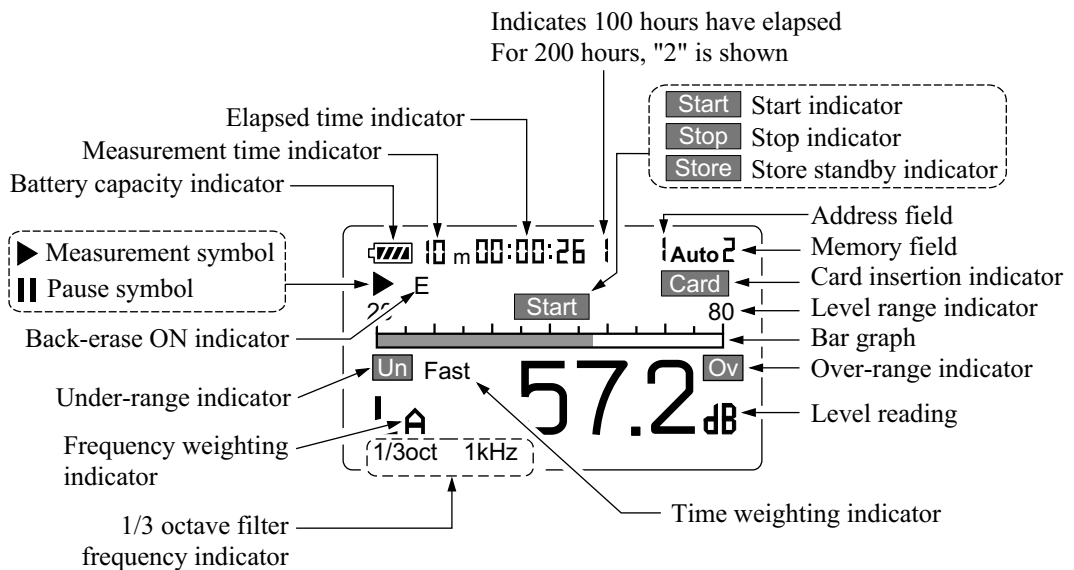 Indicates 100 hours have elapsed
For 200 hours, "2" is shown
Start Start indicator
Stop Stop indicator
Store Store standby indicator
Elapsed time indicator
Measurement time indicator
Battery capacity indicator
Measurement symbol
Pause symbol
Back-erase ON indicator
Under-range indicator
Frequency weighting
indicator
1/3 octave filter
frequency indicator
10 m 00:00:26 1
1 Auto 2
E
Card
Start
80
Un Fast
57.2 dB
Ov
LA
1/3oct 1kHz
Address field
Memory field
Card insertion indicator
Level range indicator
Bar graph
Over-range indicator
Level reading
Time weighting indicator